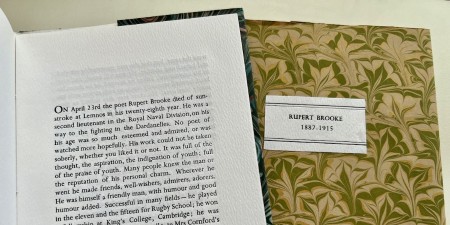 ON April 23rd the poet Rupert Brooke died of sun-
stroke at Lemnos in his twenty-eighth year. He was a
second lieutenant in the Royal Naval Division, on his
way to the fighting in the Dardanelles. No poet of
his age was so much esteemed and admired, or was
watched more hopefully. His work could not be taken
soberly, whether you liked it or not. It was full of the
thought, the aspiration, the indignation of youth; full
of the praise of youth. Many people knew the man or
the reputation of his personal charm. Wherever he
went he made friends, well-wishers, admirers, adorers.
He was himself a friendly man, with humour and good
humour added. Successful in many fields—he played
in the eleven and the fifteen for Rugby School; he won
at King's College, Cambridge; he was
to Mrs Cornford's
RUPERT BROOKE
1887-1915